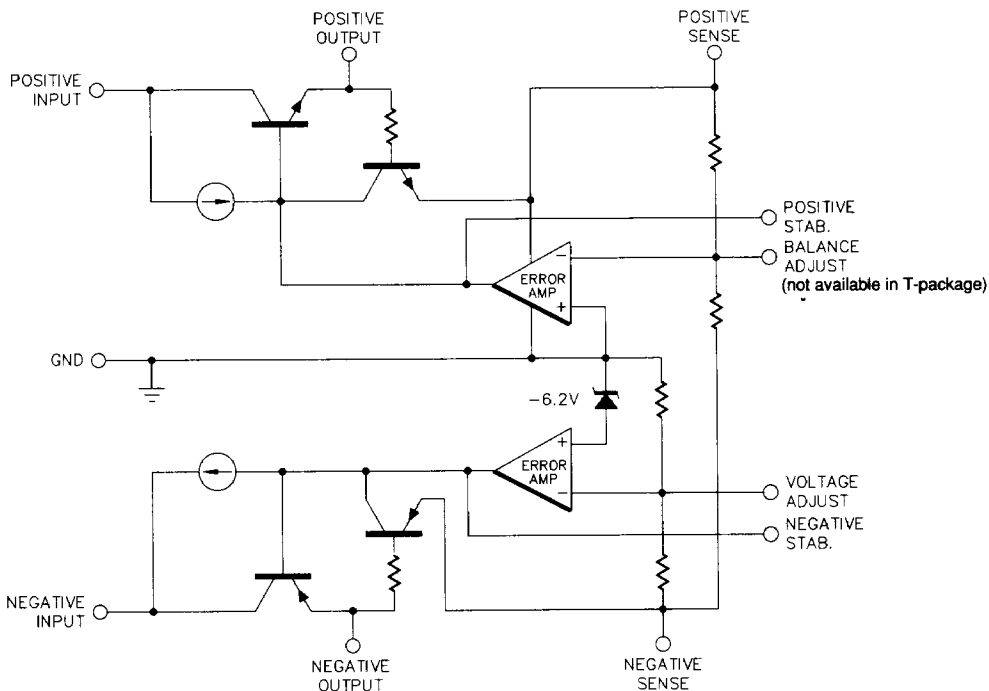 POSITIVE
OUTPUT
POSITIVE
SENSE
POSITIVE
INPUT
POSITIVE
STAB.
BALANCE
ADJUST
(not available in T-package)
−
ERROR
AMP
+
GND
−6.2V
+
ERROR
AMP
−
VOLTAGE
ADJUST
NEGATIVE
STAB.
NEGATIVE
INPUT
NEGATIVE
OUTPUT
NEGATIVE
SENSE